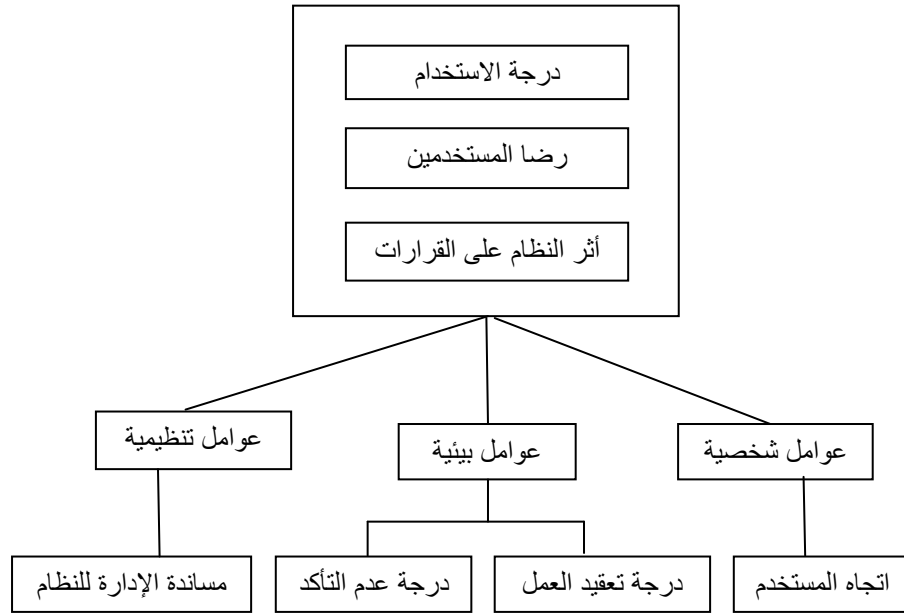 درجة الاستخدام
رضا المستخدمين
أثر النظام على القرارات
عوامل شخصية
عوامل بيئية
عوامل تنظيمية
اتجاه المستخدم
درجة تعقيد العمل
درجة عدم التأكد
مساندة الإدارة للنظام